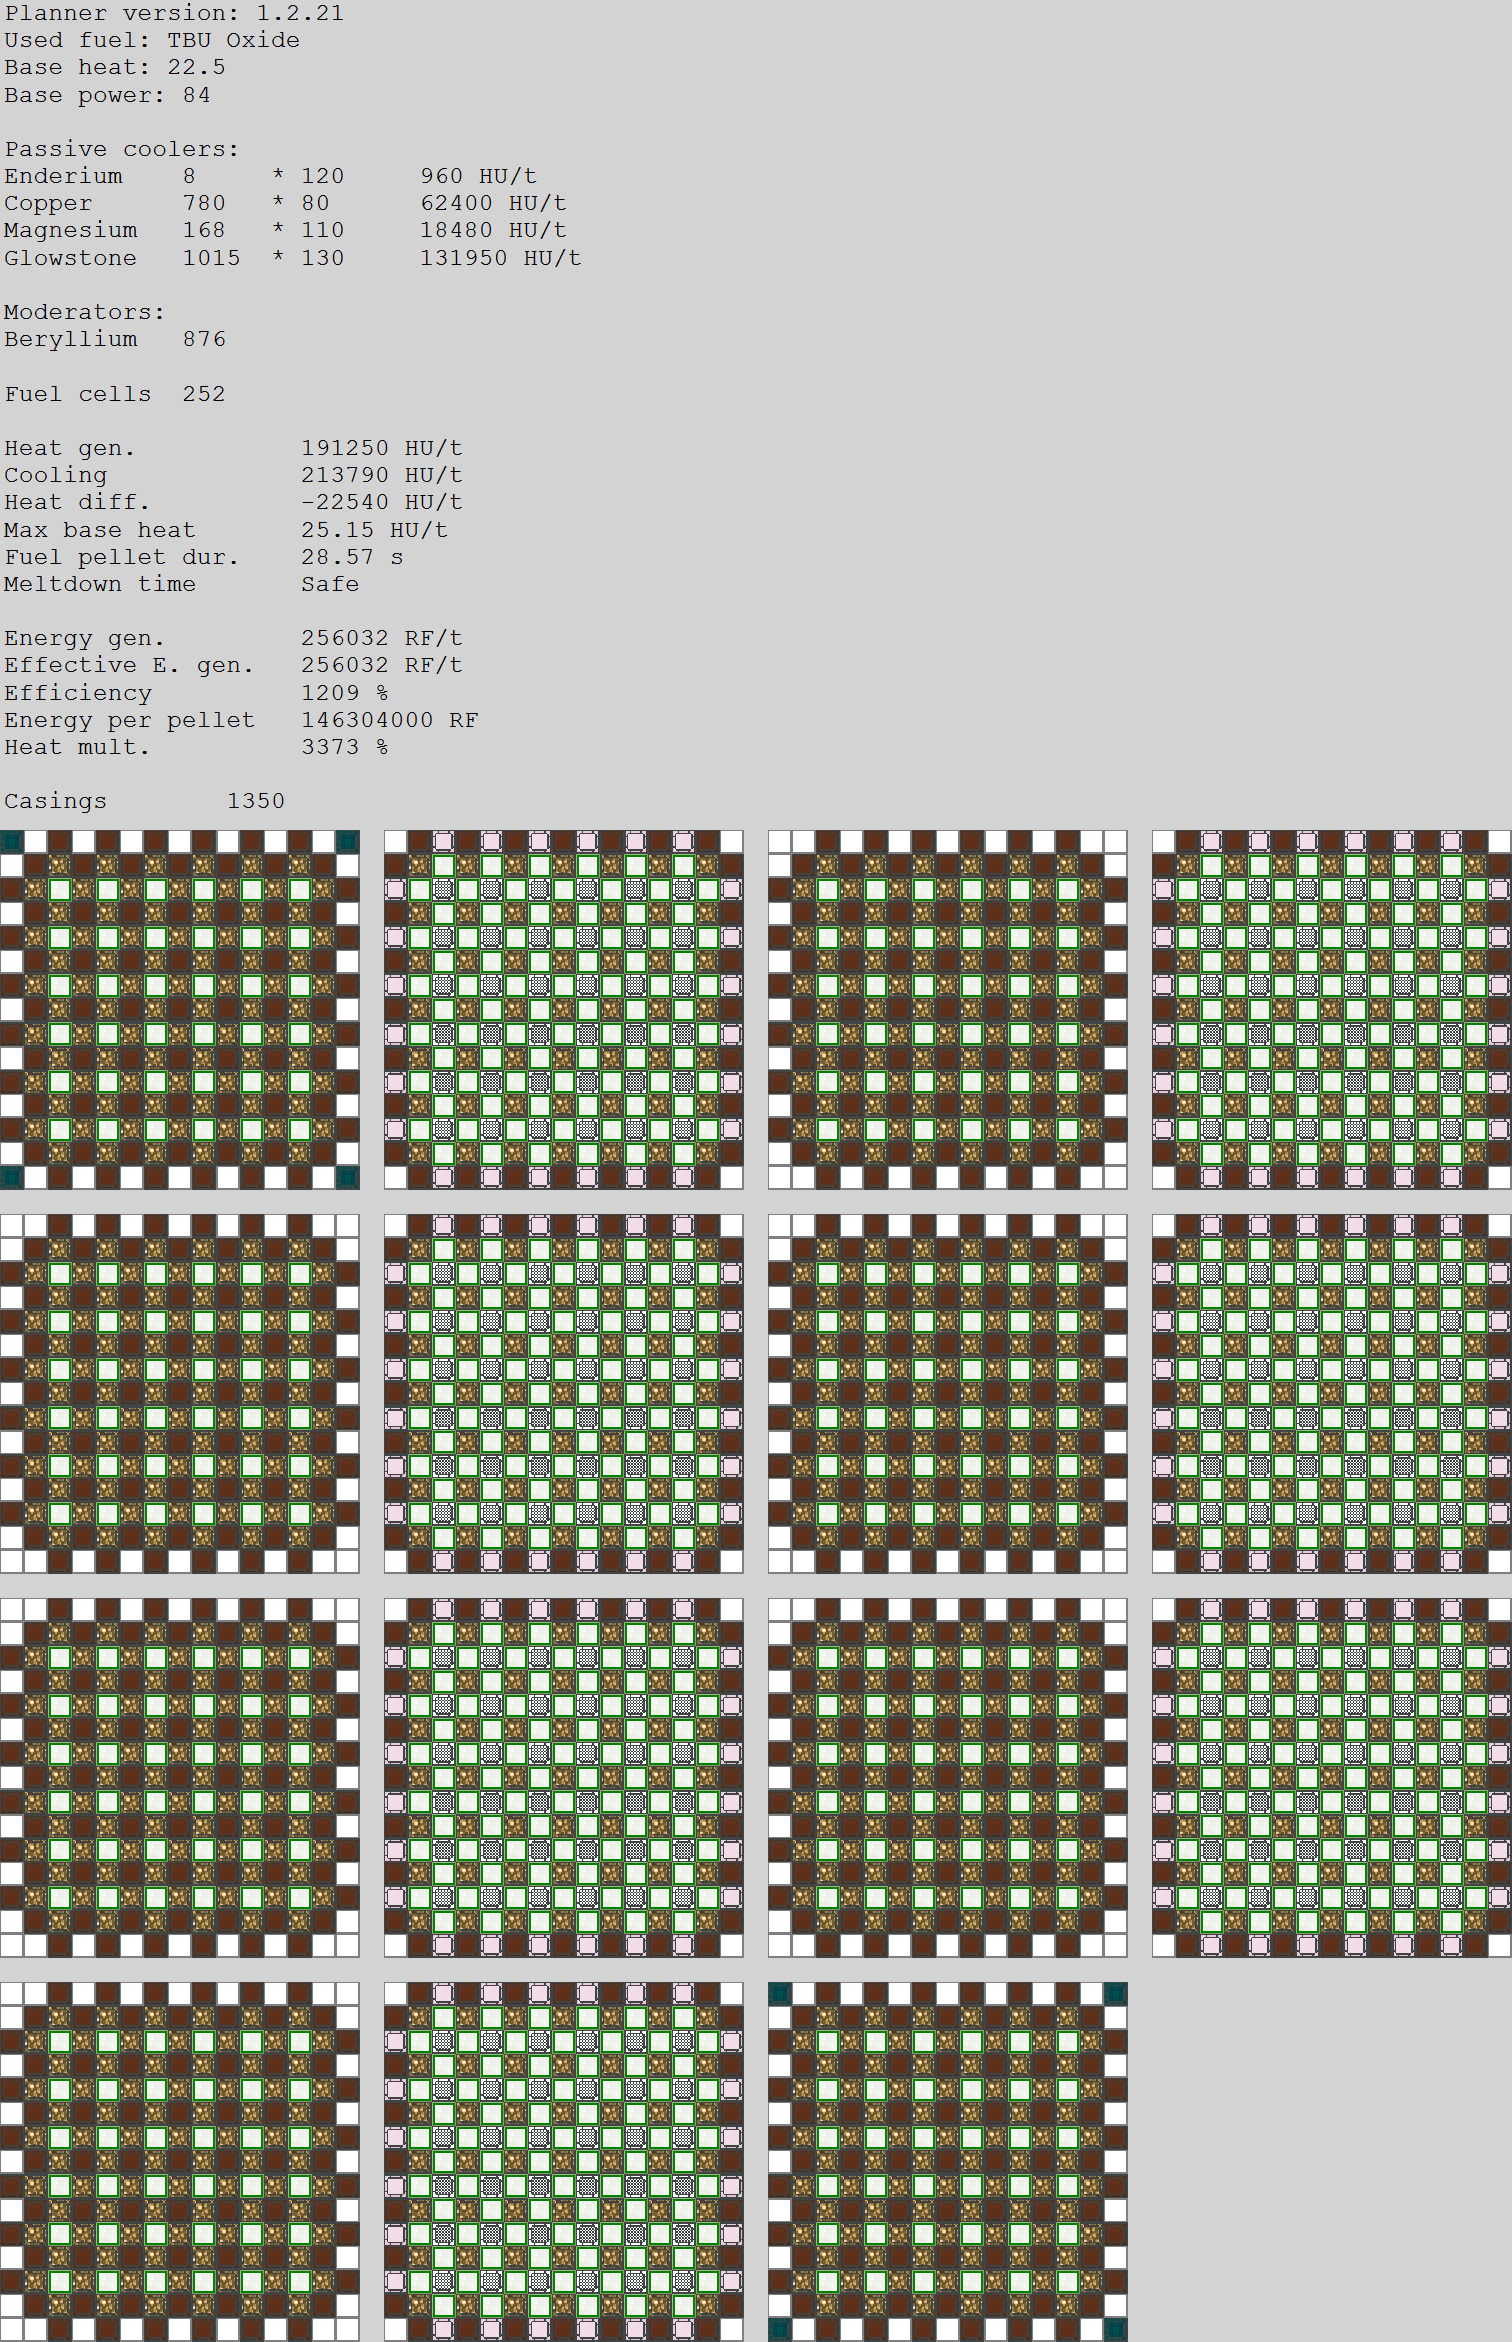 Planner version: 1.2.21
Used fuel: TBU Oxide
Base heat: 22.5
Base power: 84
Passive coolers:
Enderium 8 * 120 960 HU/t
Copper 780 * 80 62400 HU/t
Magnesium 168 * 110 18480 HU/t
Glowstone 1015 * 130 131950 HU/t
Moderators:
Beryllium 876
Fuel cells 252
Heat gen. 191250 HU/t
Cooling 213790 HU/t
Heat diff. -22540 HU/t
Max base heat 25.15 HU/t
Fuel pellet dur. 28.57 s
Meltdown time Safe
Energy gen. 256032 RF/t
Effective E. gen. 256032 RF/t
Efficiency 1209 %
Energy per pellet 146304000 RF
Heat mult. 3373 %
Casings 1350